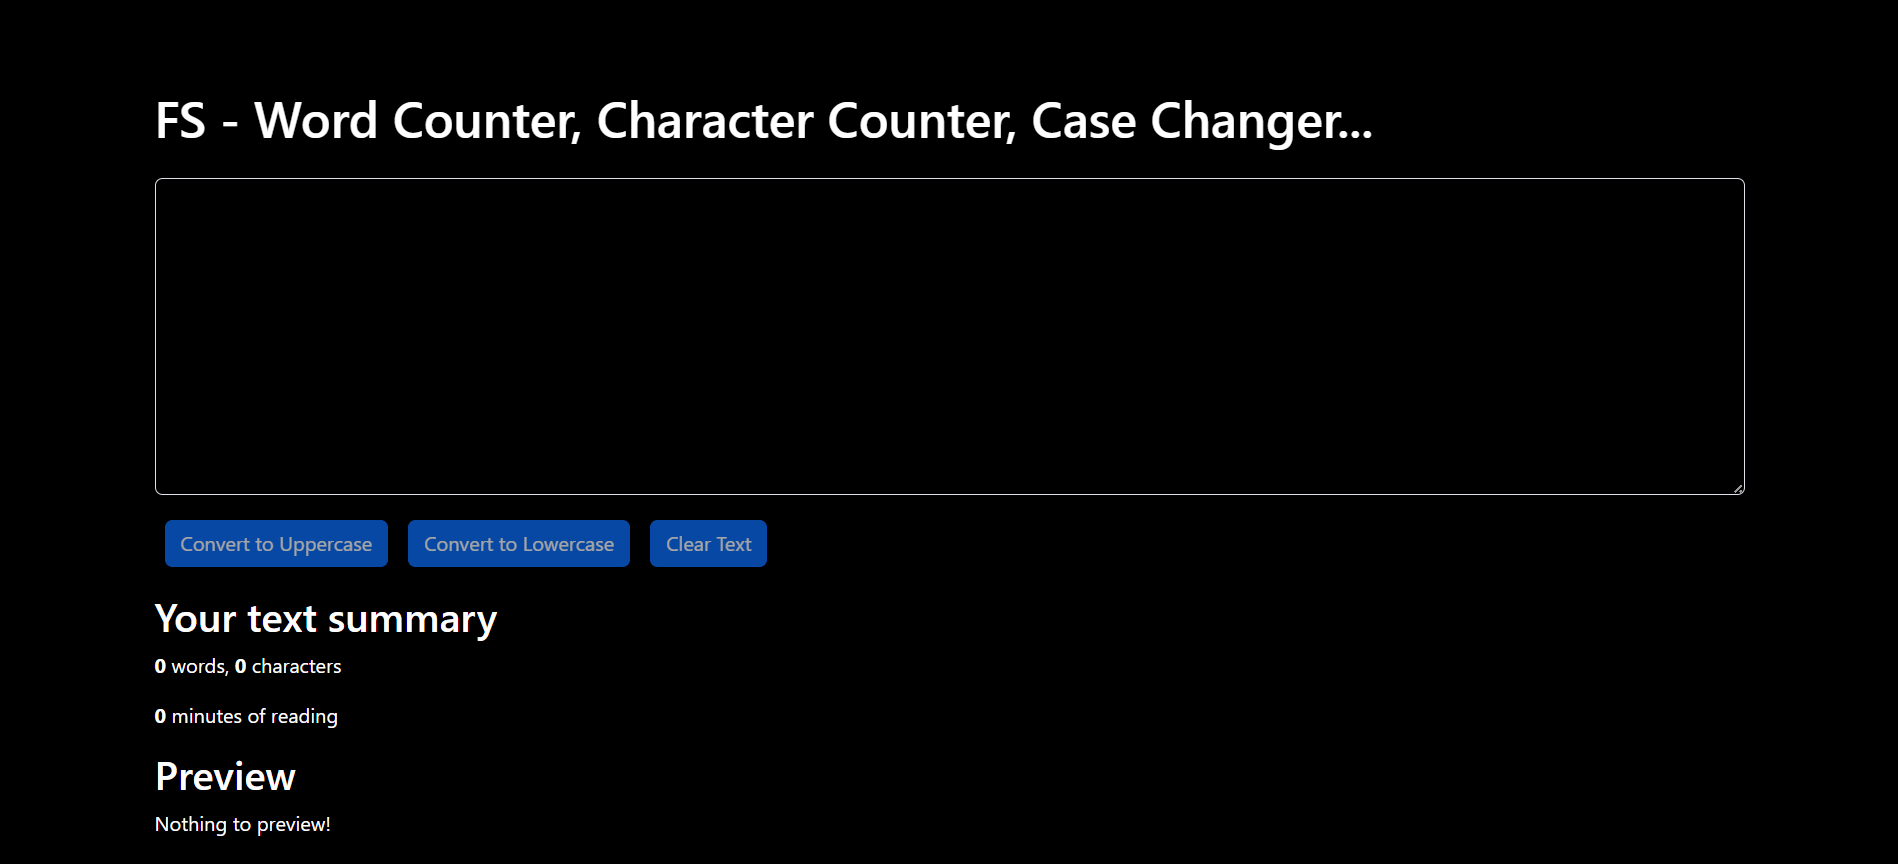 FS - Word Counter, Character Counter, Case Changer...
Convert to Uppercase Convert to Lowercase Clear Text
Your text summary
0 words, 0 characters
0 minutes of reading
Preview
Nothing to preview!